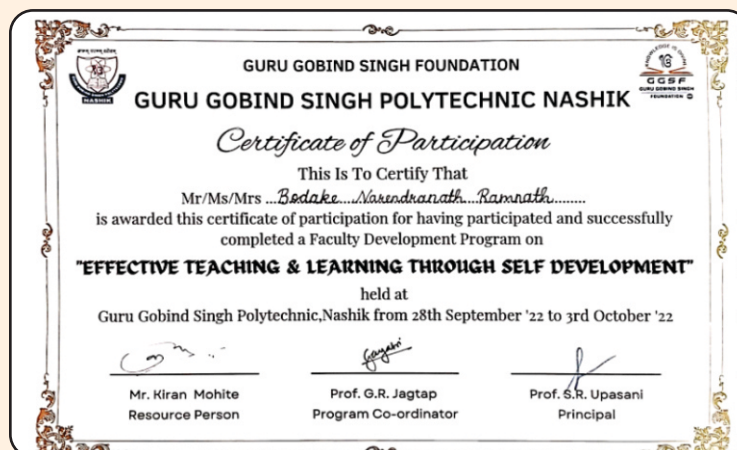 GURU GOBIND SINGH FOUNDATION
GURU GOBIND SINGH POLYTECHNIC NASHIK
NASHIK
KNOWLEDGE IS DIVINE
GGSF
GURU GOBIND SINGH
FOUNDATION
Certificate of Participation
This Is To Certify That
Mr/Ms/Mrs ...Bodake...Narendranath...Ramnath........
is awarded this certificate of participation for having participated and successfully
completed a Faculty Development Program on
"EFFECTIVE TEACHING & LEARNING THROUGH SELF DEVELOPMENT"
held at
Guru Gobind Singh Polytechnic,Nashik from 28th September '22 to 3rd October '22
Gayatri
Mr. Kiran Mohite Prof. G.R. Jagtap Prof. S.R. Upasani
Resource Person Program Co-ordinator Principal